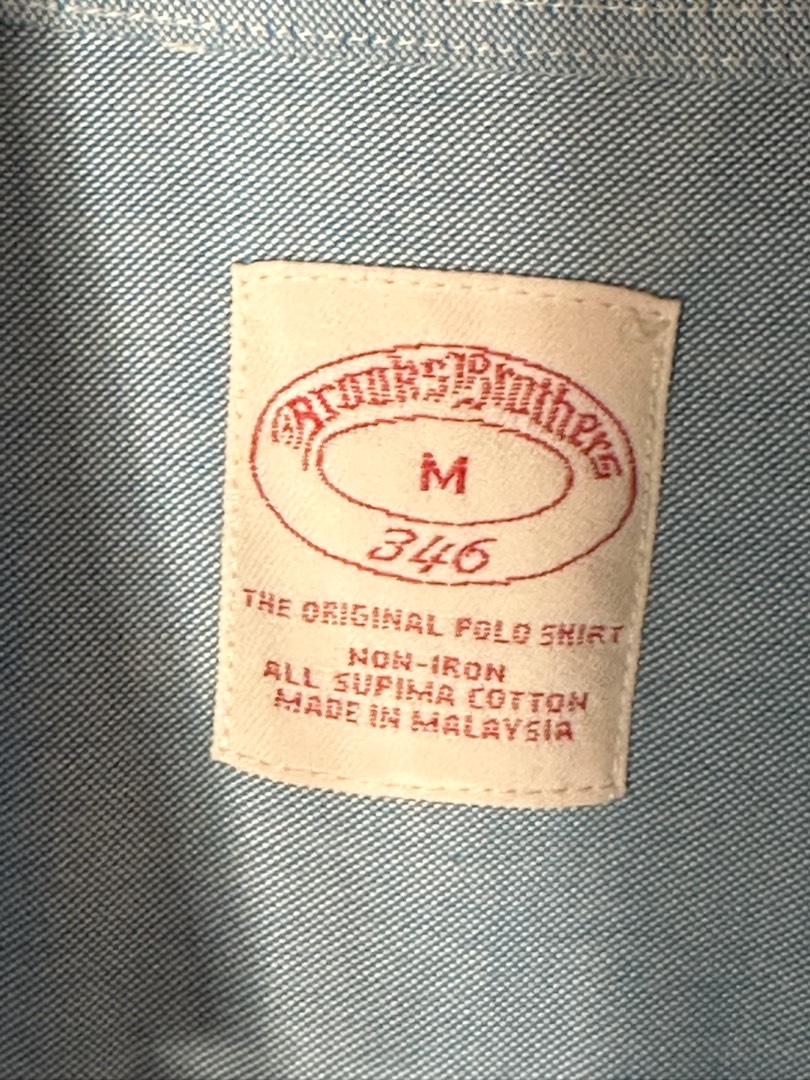 Brooks Brothers
M
346
THE ORIGINAL POLO SHIRT
NON-IRON
ALL SUPIMA COTTON
MADE IN MALAYSIA